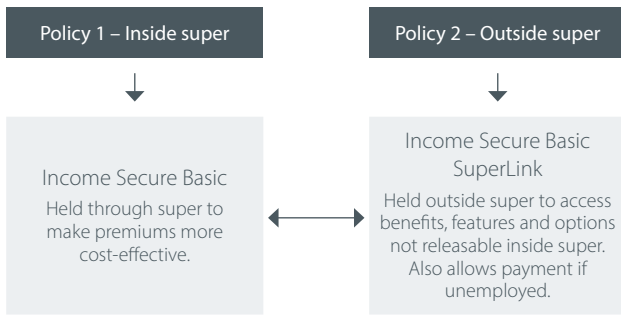 Policy 1 – Inside super
Policy 2 – Outside super
Income Secure Basic
Held through super to
make premiums more
cost-effective.
Income Secure Basic
SuperLink
Held outside super to access
benefits, features and options
not releasable inside super.
Also allows payment if
unemployed.